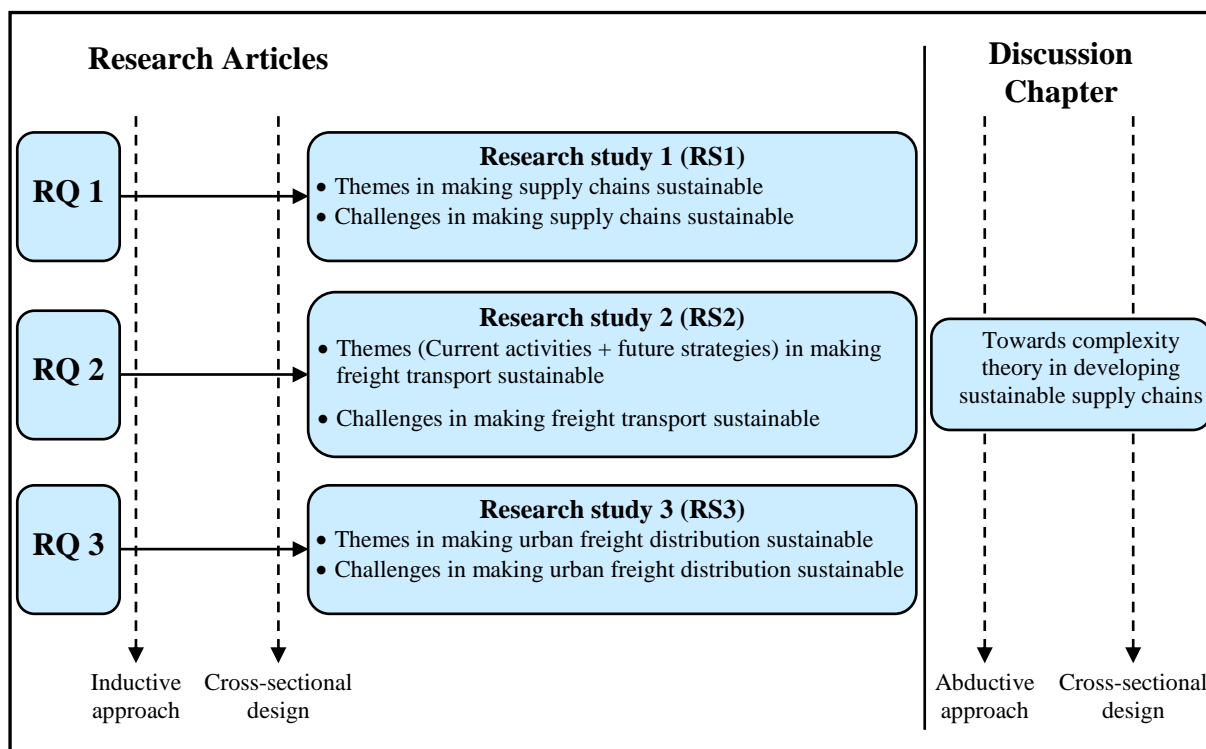 Research Articles
Discussion
Chapter
RQ 1
Research study 1 (RS1)
• Themes in making supply chains sustainable
• Challenges in making supply chains sustainable
RQ 2
Research study 2 (RS2)
• Themes (Current activities + future strategies) in making
freight transport sustainable
• Challenges in making freight transport sustainable
Towards complexity
theory in developing
sustainable supply chains
RQ 3
Research study 3 (RS3)
• Themes in making urban freight distribution sustainable
• Challenges in making urban freight distribution sustainable
Inductive
approach
Cross-sectional
design
Abductive
approach
Cross-sectional
design